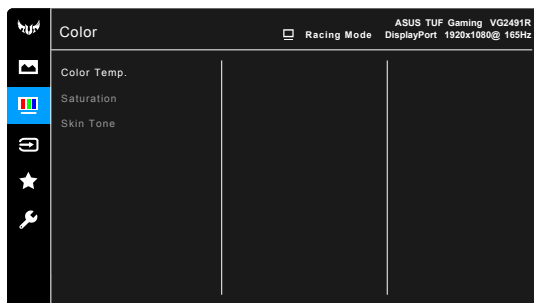 Color
Racing Mode
ASUS TUF Gaming VG2491R
DisplayPort 1920x1080@ 165Hz
Color Temp.
Saturation
Skin Tone